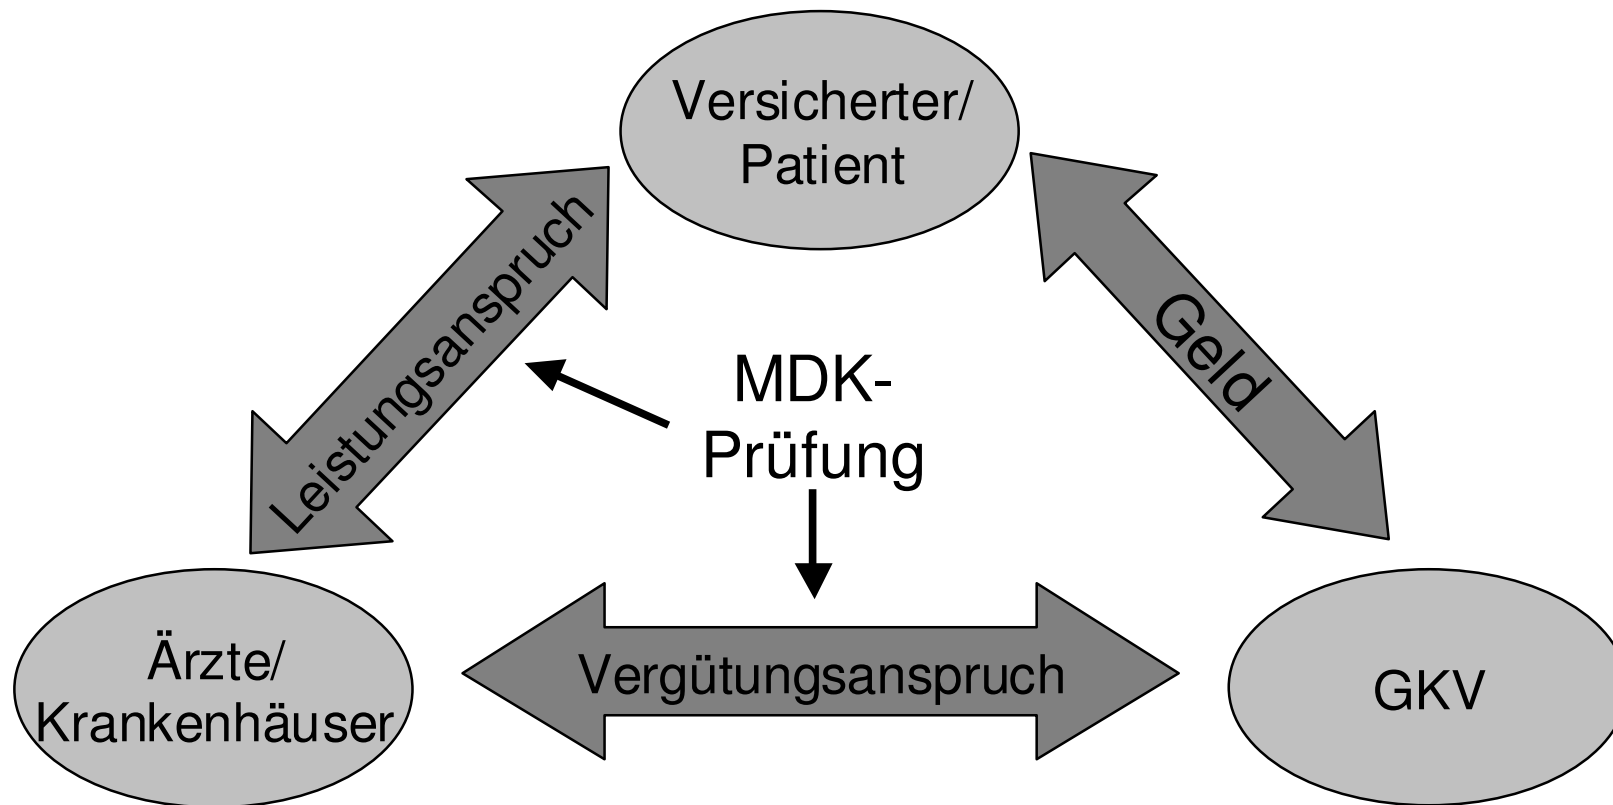 Versicherter/
Patient
Leistungsanspruch
Geld
MDK-
Prüfung
Ärzte/
Krankenhäuser
Vergütungsanspruch
GKV